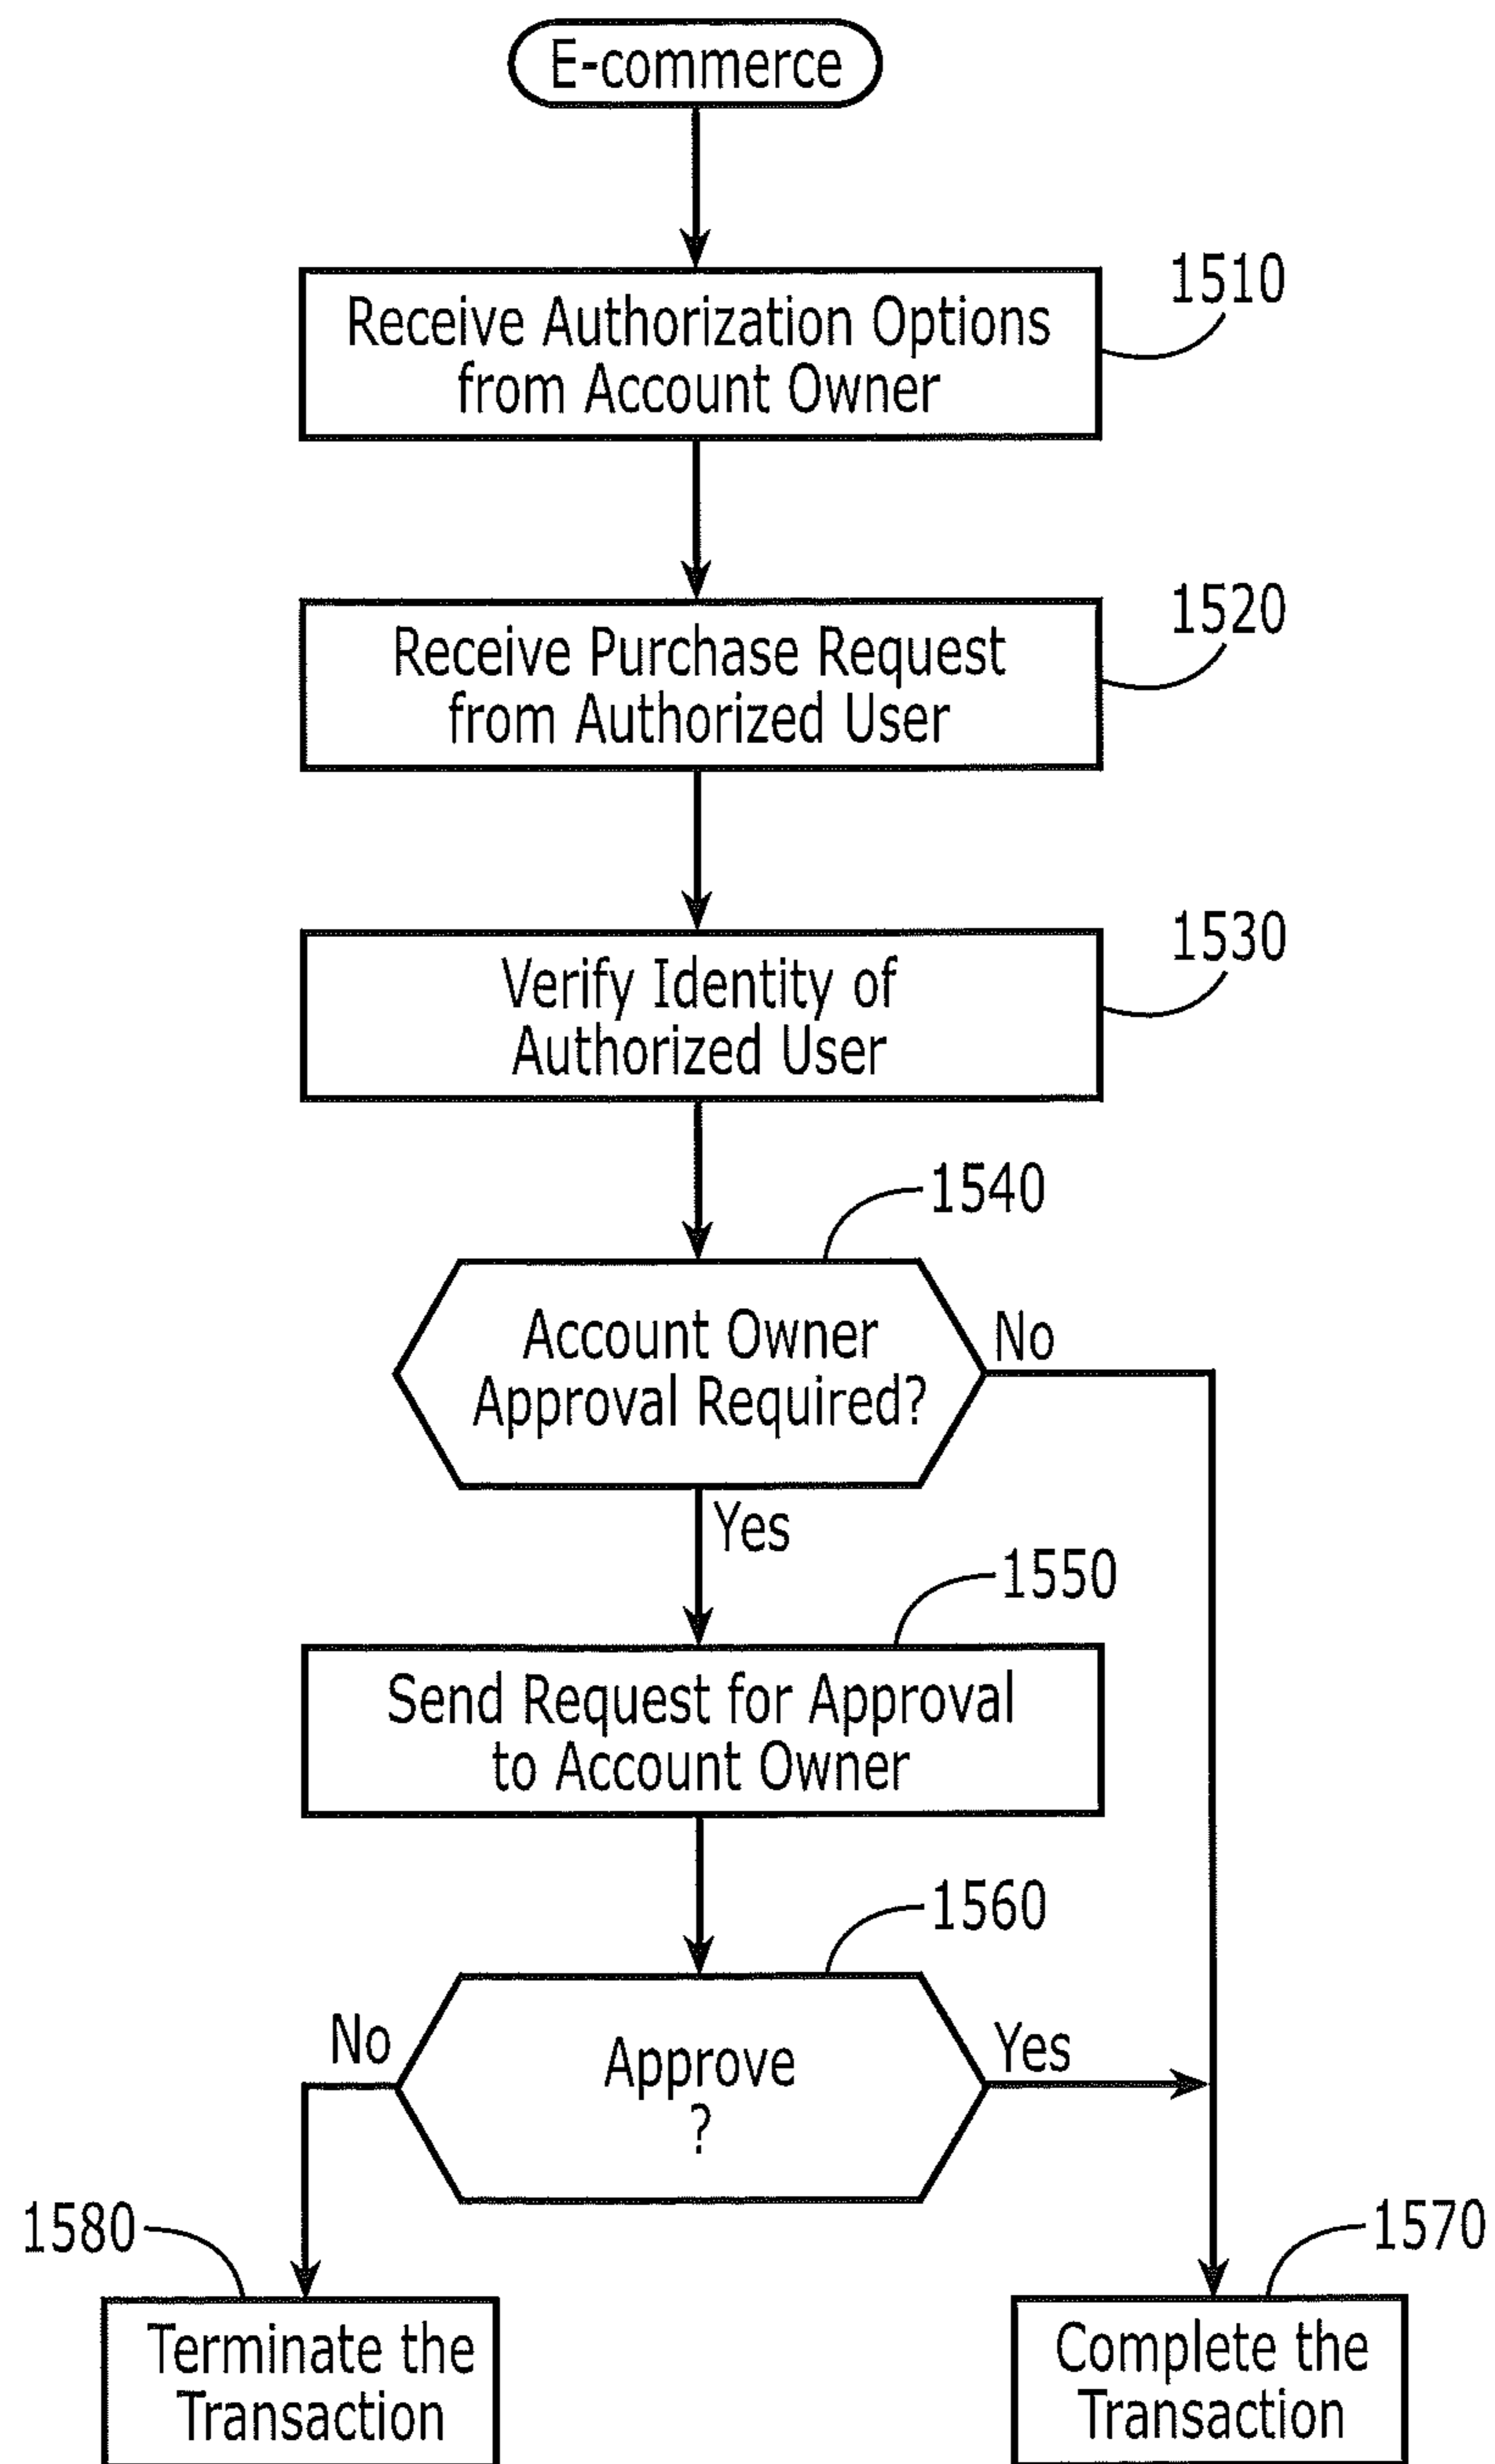 E-commerce
1510
Receive Authorization Options
from Account Owner
1520
Receive Purchase Request
from Authorized User
1530
Verify Identity of
Authorized User
1540
Account Owner
Approval Required?
No
Yes
1550
Send Request for Approval
to Account Owner
1560
No
Approve
?
Yes
1580
1570
Terminate the
Transaction
Complete the
Transaction